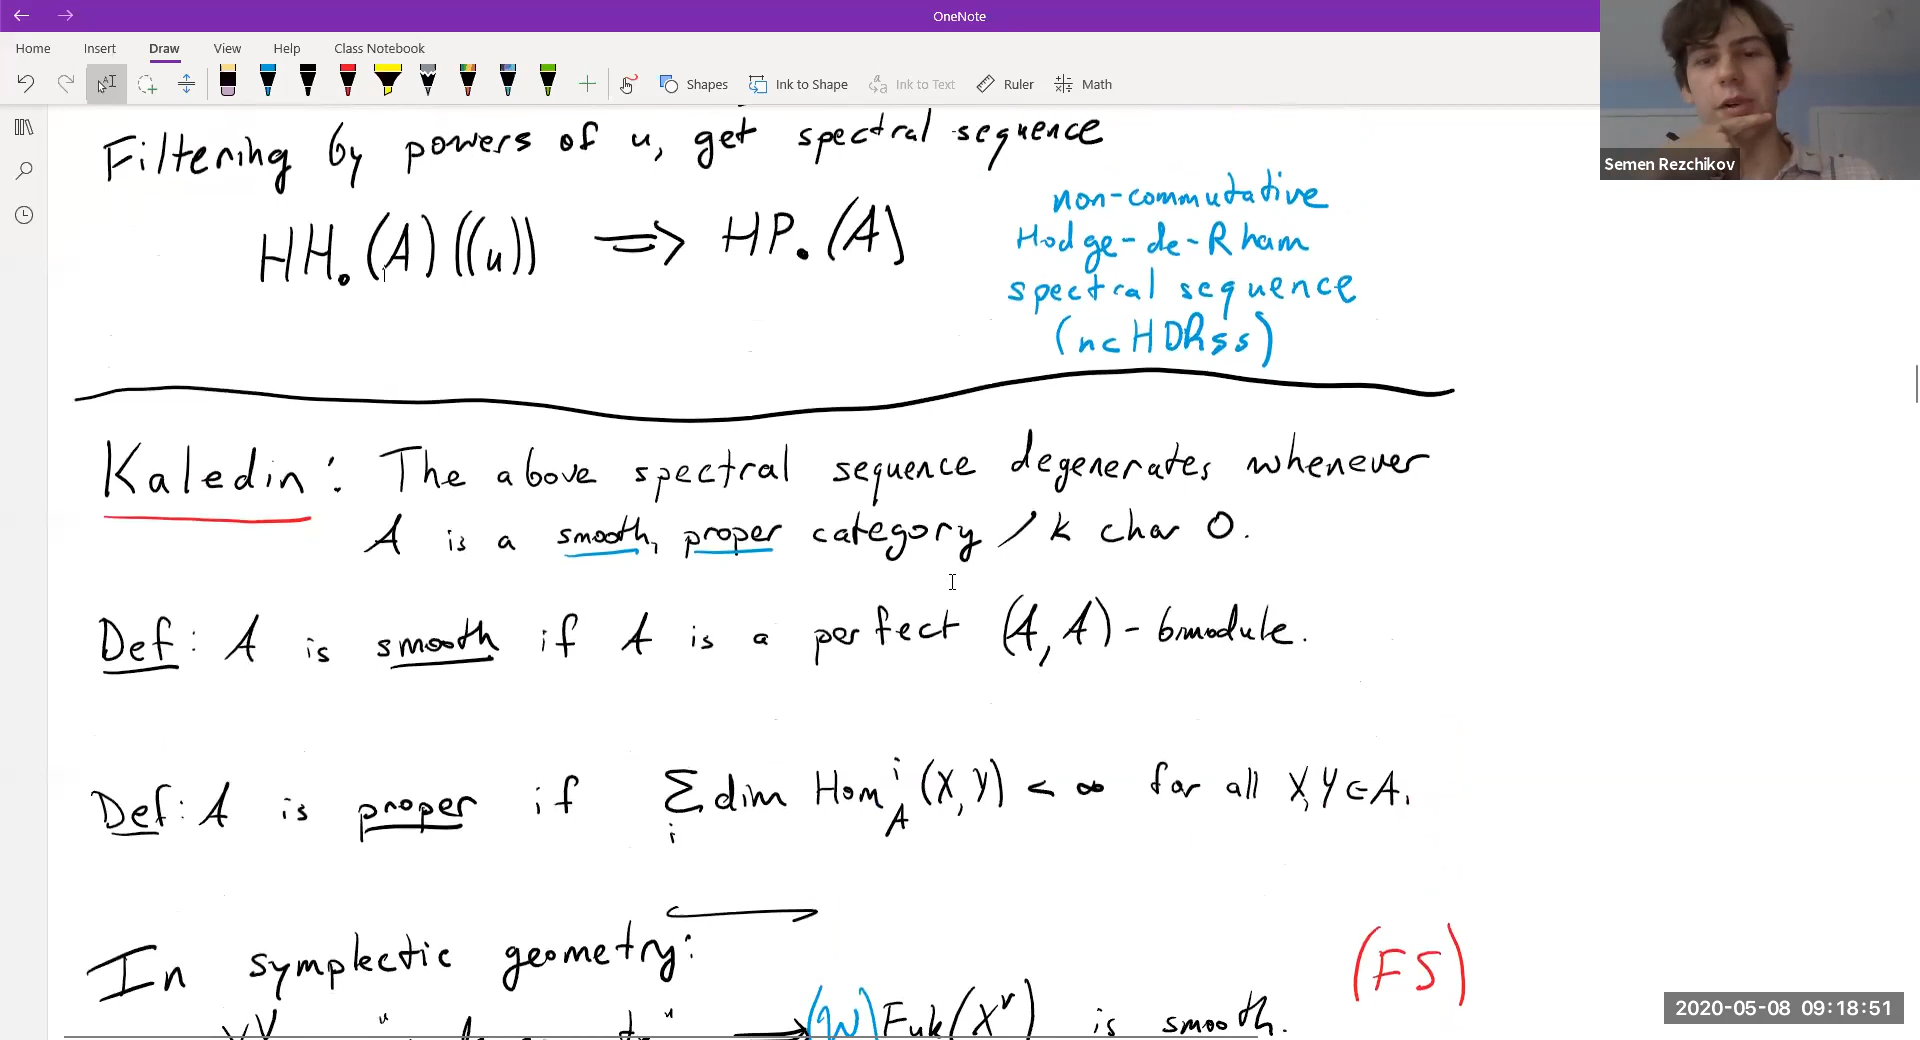 OneNote
Home Insert Draw View Help Class Notebook
Shapes Ink to Shape Ink to Text Ruler Math
Semen Rezchikov
Filtering by powers of u, get spectral sequence
HH.(A)((u)) => HP.(A)
non-commutative
Hodge-de-Rham
spectral sequence
(ncHDRss)
Kaledin: The above spectral sequence degenerates whenever
A is a smooth, proper category / k char 0.
Def: A is smooth if A is a perfect (A, A)-bimodule.
Def: A is proper if Σ_i dim Hom_A^i (X,Y) < ∞ for all X,Y ∈ A.
In symplectic geometry:
(FS)
(W)Fuk(X^r) is smooth.
2020-05-08 09:18:51